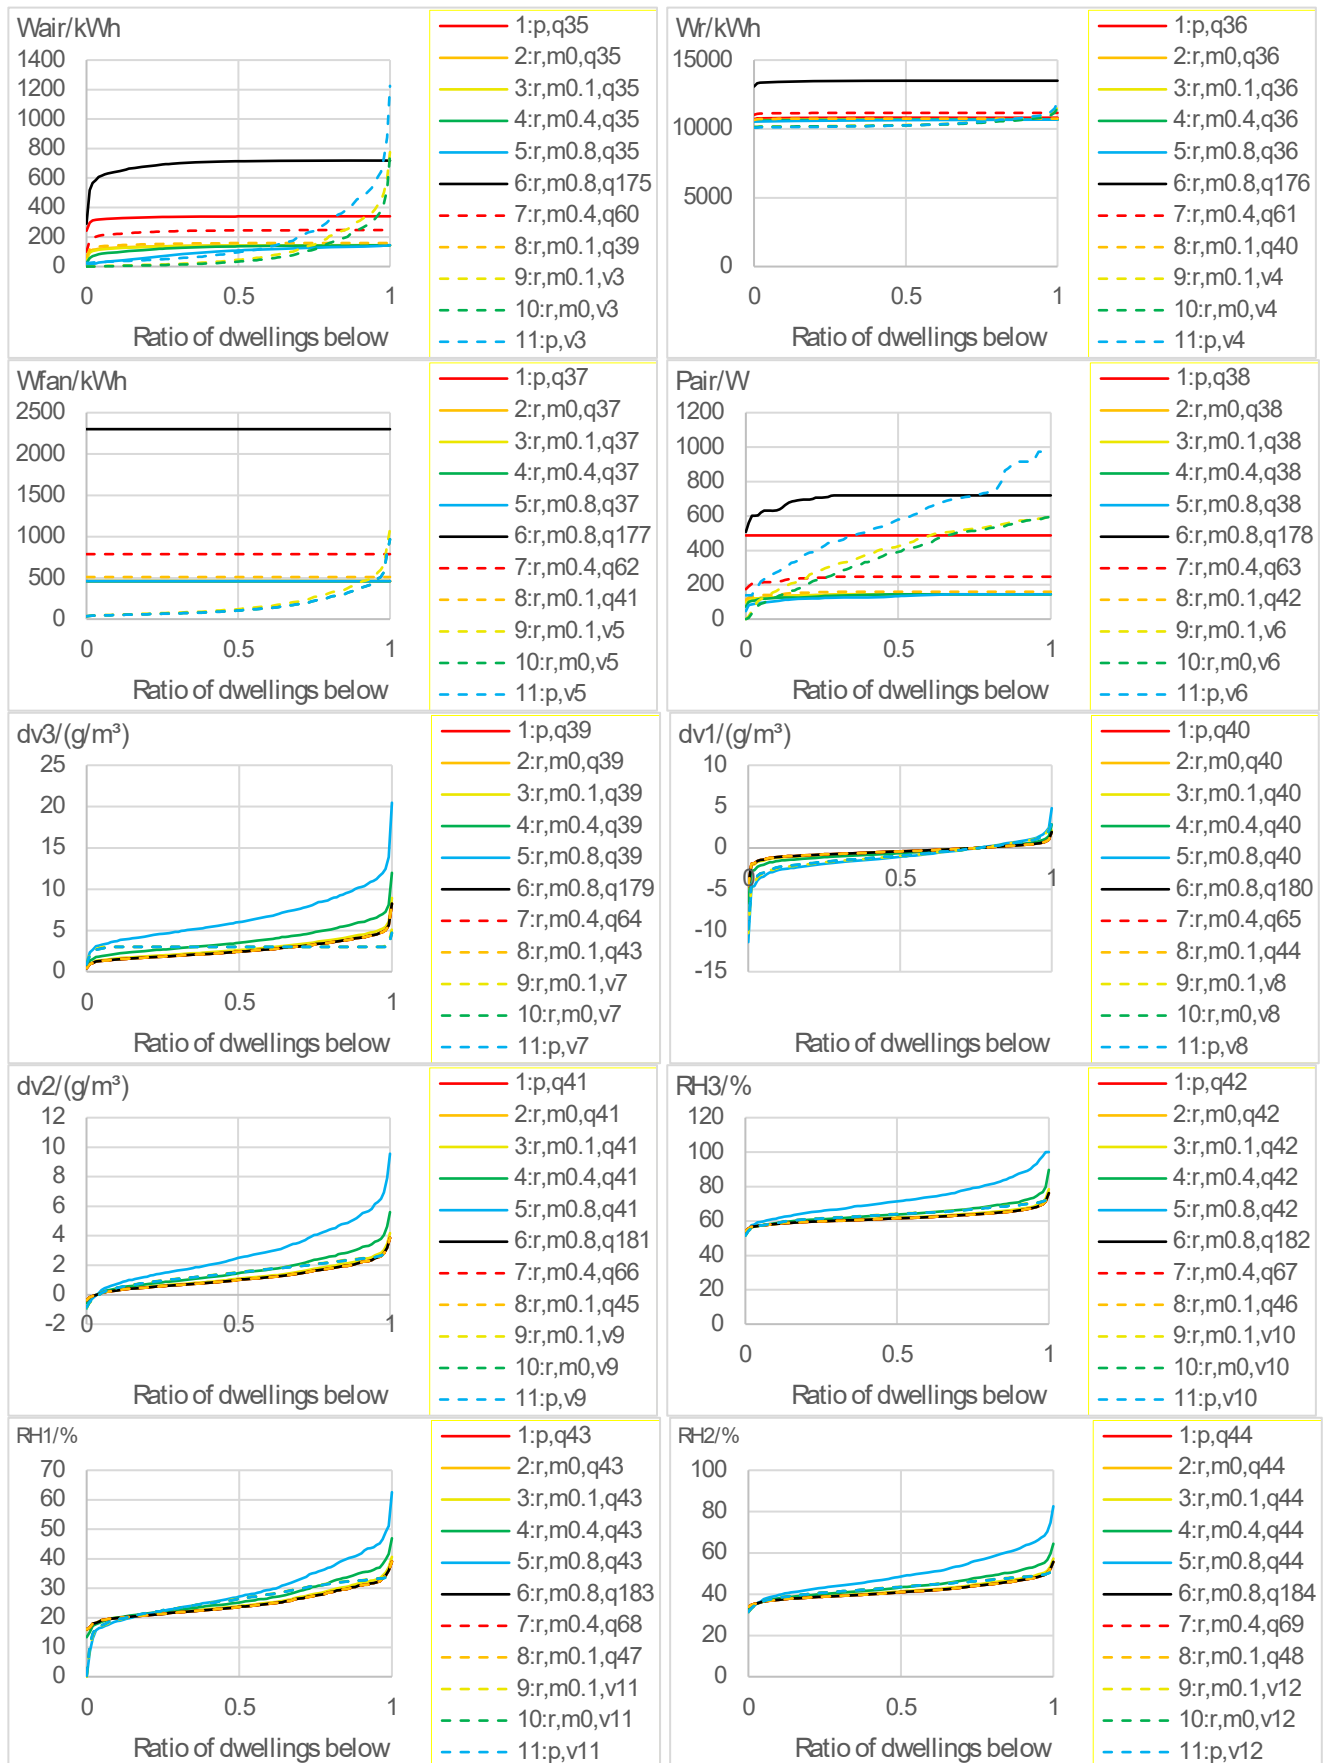 Wair/kWh
1400
1200
1000
800
600
400
200
0
0 0.5 1
Ratio of dwellings below
1:p,q35
2:r,m0,q35
3:r,m0.1,q35
4:r,m0.4,q35
5:r,m0.8,q35
6:r,m0.8,q175
7:r,m0.4,q60
8:r,m0.1,q39
9:r,m0.1,v3
10:r,m0,v3
11:p,v3
Wr/kWh
15000
10000
5000
0
0 0.5 1
Ratio of dwellings below
1:p,q36
2:r,m0,q36
3:r,m0.1,q36
4:r,m0.4,q36
5:r,m0.8,q36
6:r,m0.8,q176
7:r,m0.4,q61
8:r,m0.1,q40
9:r,m0.1,v4
10:r,m0,v4
11:p,v4
Wfan/kWh
2500
2000
1500
1000
500
0
0 0.5 1
Ratio of dwellings below
1:p,q37
2:r,m0,q37
3:r,m0.1,q37
4:r,m0.4,q37
5:r,m0.8,q37
6:r,m0.8,q177
7:r,m0.4,q62
8:r,m0.1,q41
9:r,m0.1,v5
10:r,m0,v5
11:p,v5
Pair/W
1200
1000
800
600
400
200
0
0 0.5 1
Ratio of dwellings below
1:p,q38
2:r,m0,q38
3:r,m0.1,q38
4:r,m0.4,q38
5:r,m0.8,q38
6:r,m0.8,q178
7:r,m0.4,q63
8:r,m0.1,q42
9:r,m0.1,v6
10:r,m0,v6
11:p,v6
dv3/(g/m³)
25
20
15
10
5
0
0 0.5 1
Ratio of dwellings below
1:p,q39
2:r,m0,q39
3:r,m0.1,q39
4:r,m0.4,q39
5:r,m0.8,q39
6:r,m0.8,q179
7:r,m0.4,q64
8:r,m0.1,q43
9:r,m0.1,v7
10:r,m0,v7
11:p,v7
dv1/(g/m³)
10
5
0
-5
-10
-15
0 0.5 1
Ratio of dwellings below
1:p,q40
2:r,m0,q40
3:r,m0.1,q40
4:r,m0.4,q40
5:r,m0.8,q40
6:r,m0.8,q180
7:r,m0.4,q65
8:r,m0.1,q44
9:r,m0.1,v8
10:r,m0,v8
11:p,v8
dv2/(g/m³)
12
10
8
6
4
2
0
-2
0 0.5 1
Ratio of dwellings below
1:p,q41
2:r,m0,q41
3:r,m0.1,q41
4:r,m0.4,q41
5:r,m0.8,q41
6:r,m0.8,q181
7:r,m0.4,q66
8:r,m0.1,q45
9:r,m0.1,v9
10:r,m0,v9
11:p,v9
RH3/%
120
100
80
60
40
20
0
0 0.5 1
Ratio of dwellings below
1:p,q42
2:r,m0,q42
3:r,m0.1,q42
4:r,m0.4,q42
5:r,m0.8,q42
6:r,m0.8,q182
7:r,m0.4,q67
8:r,m0.1,q46
9:r,m0.1,v10
10:r,m0,v10
11:p,v10
RH1/%
70
60
50
40
30
20
10
0
0 0.5 1
Ratio of dwellings below
1:p,q43
2:r,m0,q43
3:r,m0.1,q43
4:r,m0.4,q43
5:r,m0.8,q43
6:r,m0.8,q183
7:r,m0.4,q68
8:r,m0.1,q47
9:r,m0.1,v11
10:r,m0,v11
11:p,v11
RH2/%
100
80
60
40
20
0
0 0.5 1
Ratio of dwellings below
1:p,q44
2:r,m0,q44
3:r,m0.1,q44
4:r,m0.4,q44
5:r,m0.8,q44
6:r,m0.8,q184
7:r,m0.4,q69
8:r,m0.1,q48
9:r,m0.1,v12
10:r,m0,v12
11:p,v12